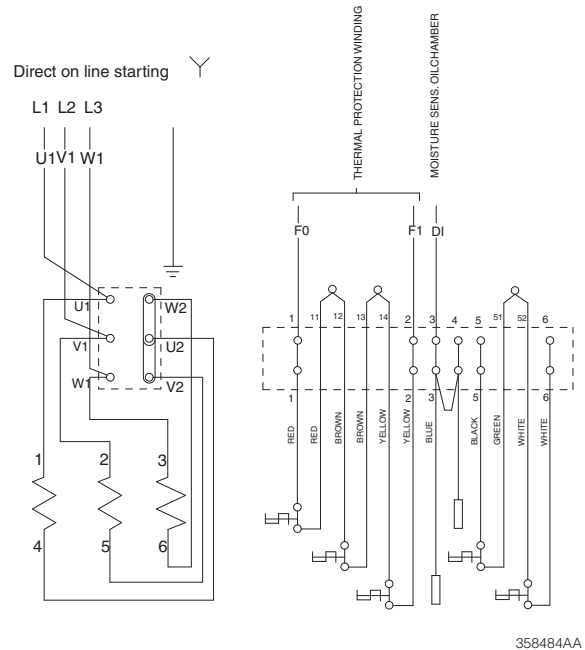 Direct on line starting
L1 L2 L3
U1 V1 W1
U1 W2
V1 U2
W1 V2
1 2 3
4 5 6
THERMAL PROTECTION WINDING
MOISTURE SENS. OILCHAMBER
F0 F1 DI
1 11 12 13 14 2 3 4 5 51 52 6
1 2 3 5 6
RED RED BROWN BROWN YELLOW YELLOW BLUE BLACK GREEN WHITE WHITE
358484AA